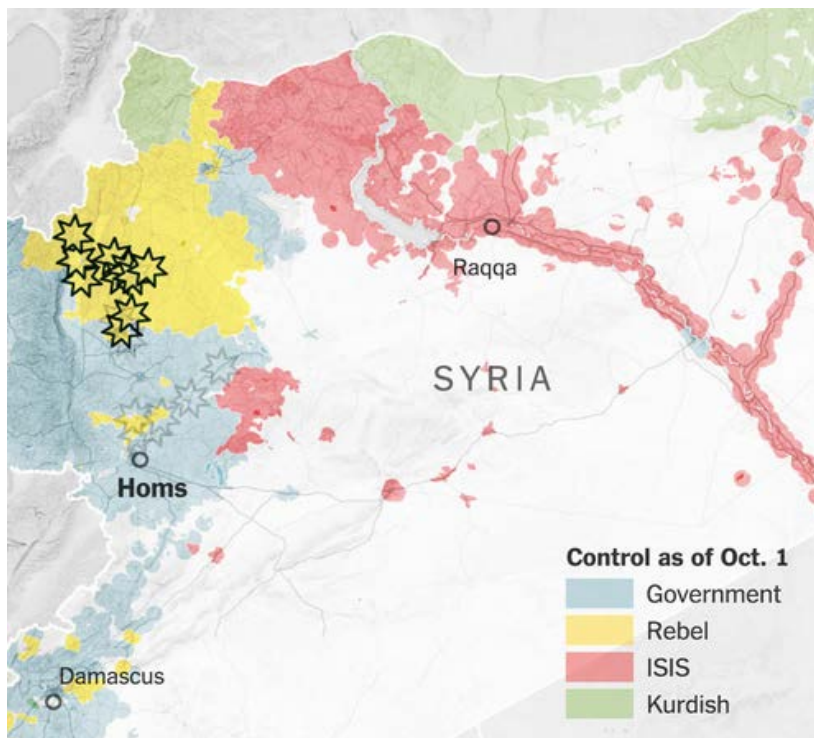 Raqqa
SYRIA
Homs
Damascus
Control as of Oct. 1
Government
Rebel
ISIS
Kurdish